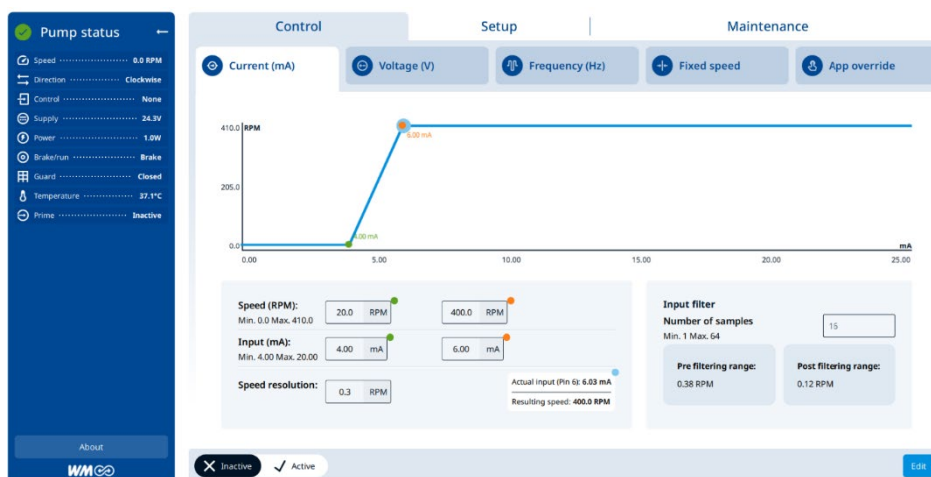 Pump status
Speed 0.0 RPM
Direction Clockwise
Control None
Supply 24.3V
Power 1.0W
Brake/run Brake
Guard Closed
Temperature 37.1°C
Prime Inactive
About
WM
Control
Setup
Maintenance
Current (mA)
Voltage (V)
Frequency (Hz)
Fixed speed
App override
410.0 RPM
6.00 mA
205.0
4.00 mA
0.0
mA
0.00 5.00 10.00 15.00 20.00 25.00
Speed (RPM):
Min. 0.0 Max. 410.0
20.0 RPM
400.0 RPM
Input (mA):
Min. 4.00 Max. 20.00
4.00 mA
6.00 mA
Speed resolution:
0.3 RPM
Actual input (Pin 6): 6.03 mA
Resulting speed: 400.0 RPM
Input filter
Number of samples
Min. 1 Max. 64
15
Pre filtering range:
0.38 RPM
Post filtering range:
0.12 RPM
Inactive
Active
Edit